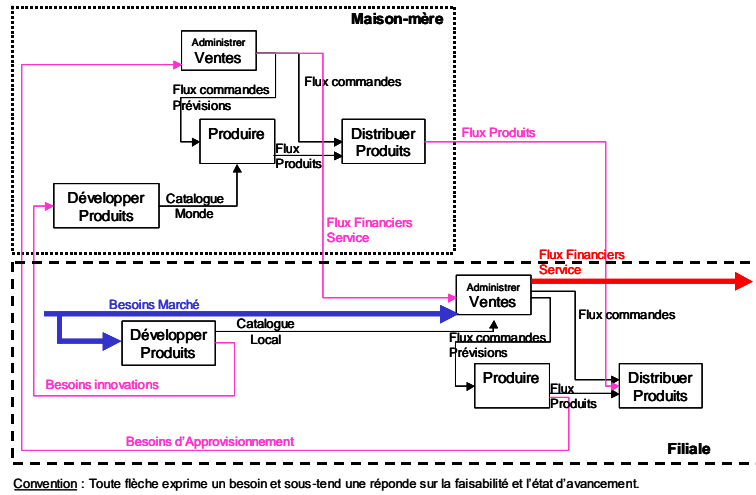 Maison-mère
Administrer
Ventes
Flux commandes
Flux commandes
Prévisions
Produire
Flux
Produits
Distribuer
Produits
Flux Produits
Développer
Produits
Catalogue
Monde
Flux Financiers
Service
Flux Financiers
Service
Administrer
Ventes
Besoins Marché
Flux commandes
Développer
Produits
Catalogue
Local
Flux commandes
Prévisions
Produire
Flux
Produits
Distribuer
Produits
Besoins innovations
Besoins d'Approvisionnement
Filiale
Convention : Toute flèche exprime un besoin et sous-tend une réponde sur la faisabilité et l'état d'avancement.